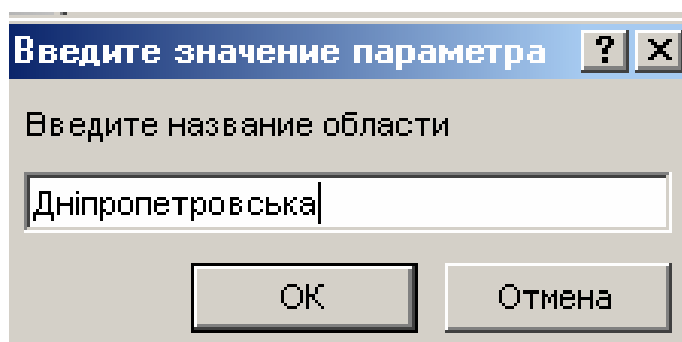 Введите значение параметра ? ×
Введите название области
Дніпропетровська
ОК Отмена